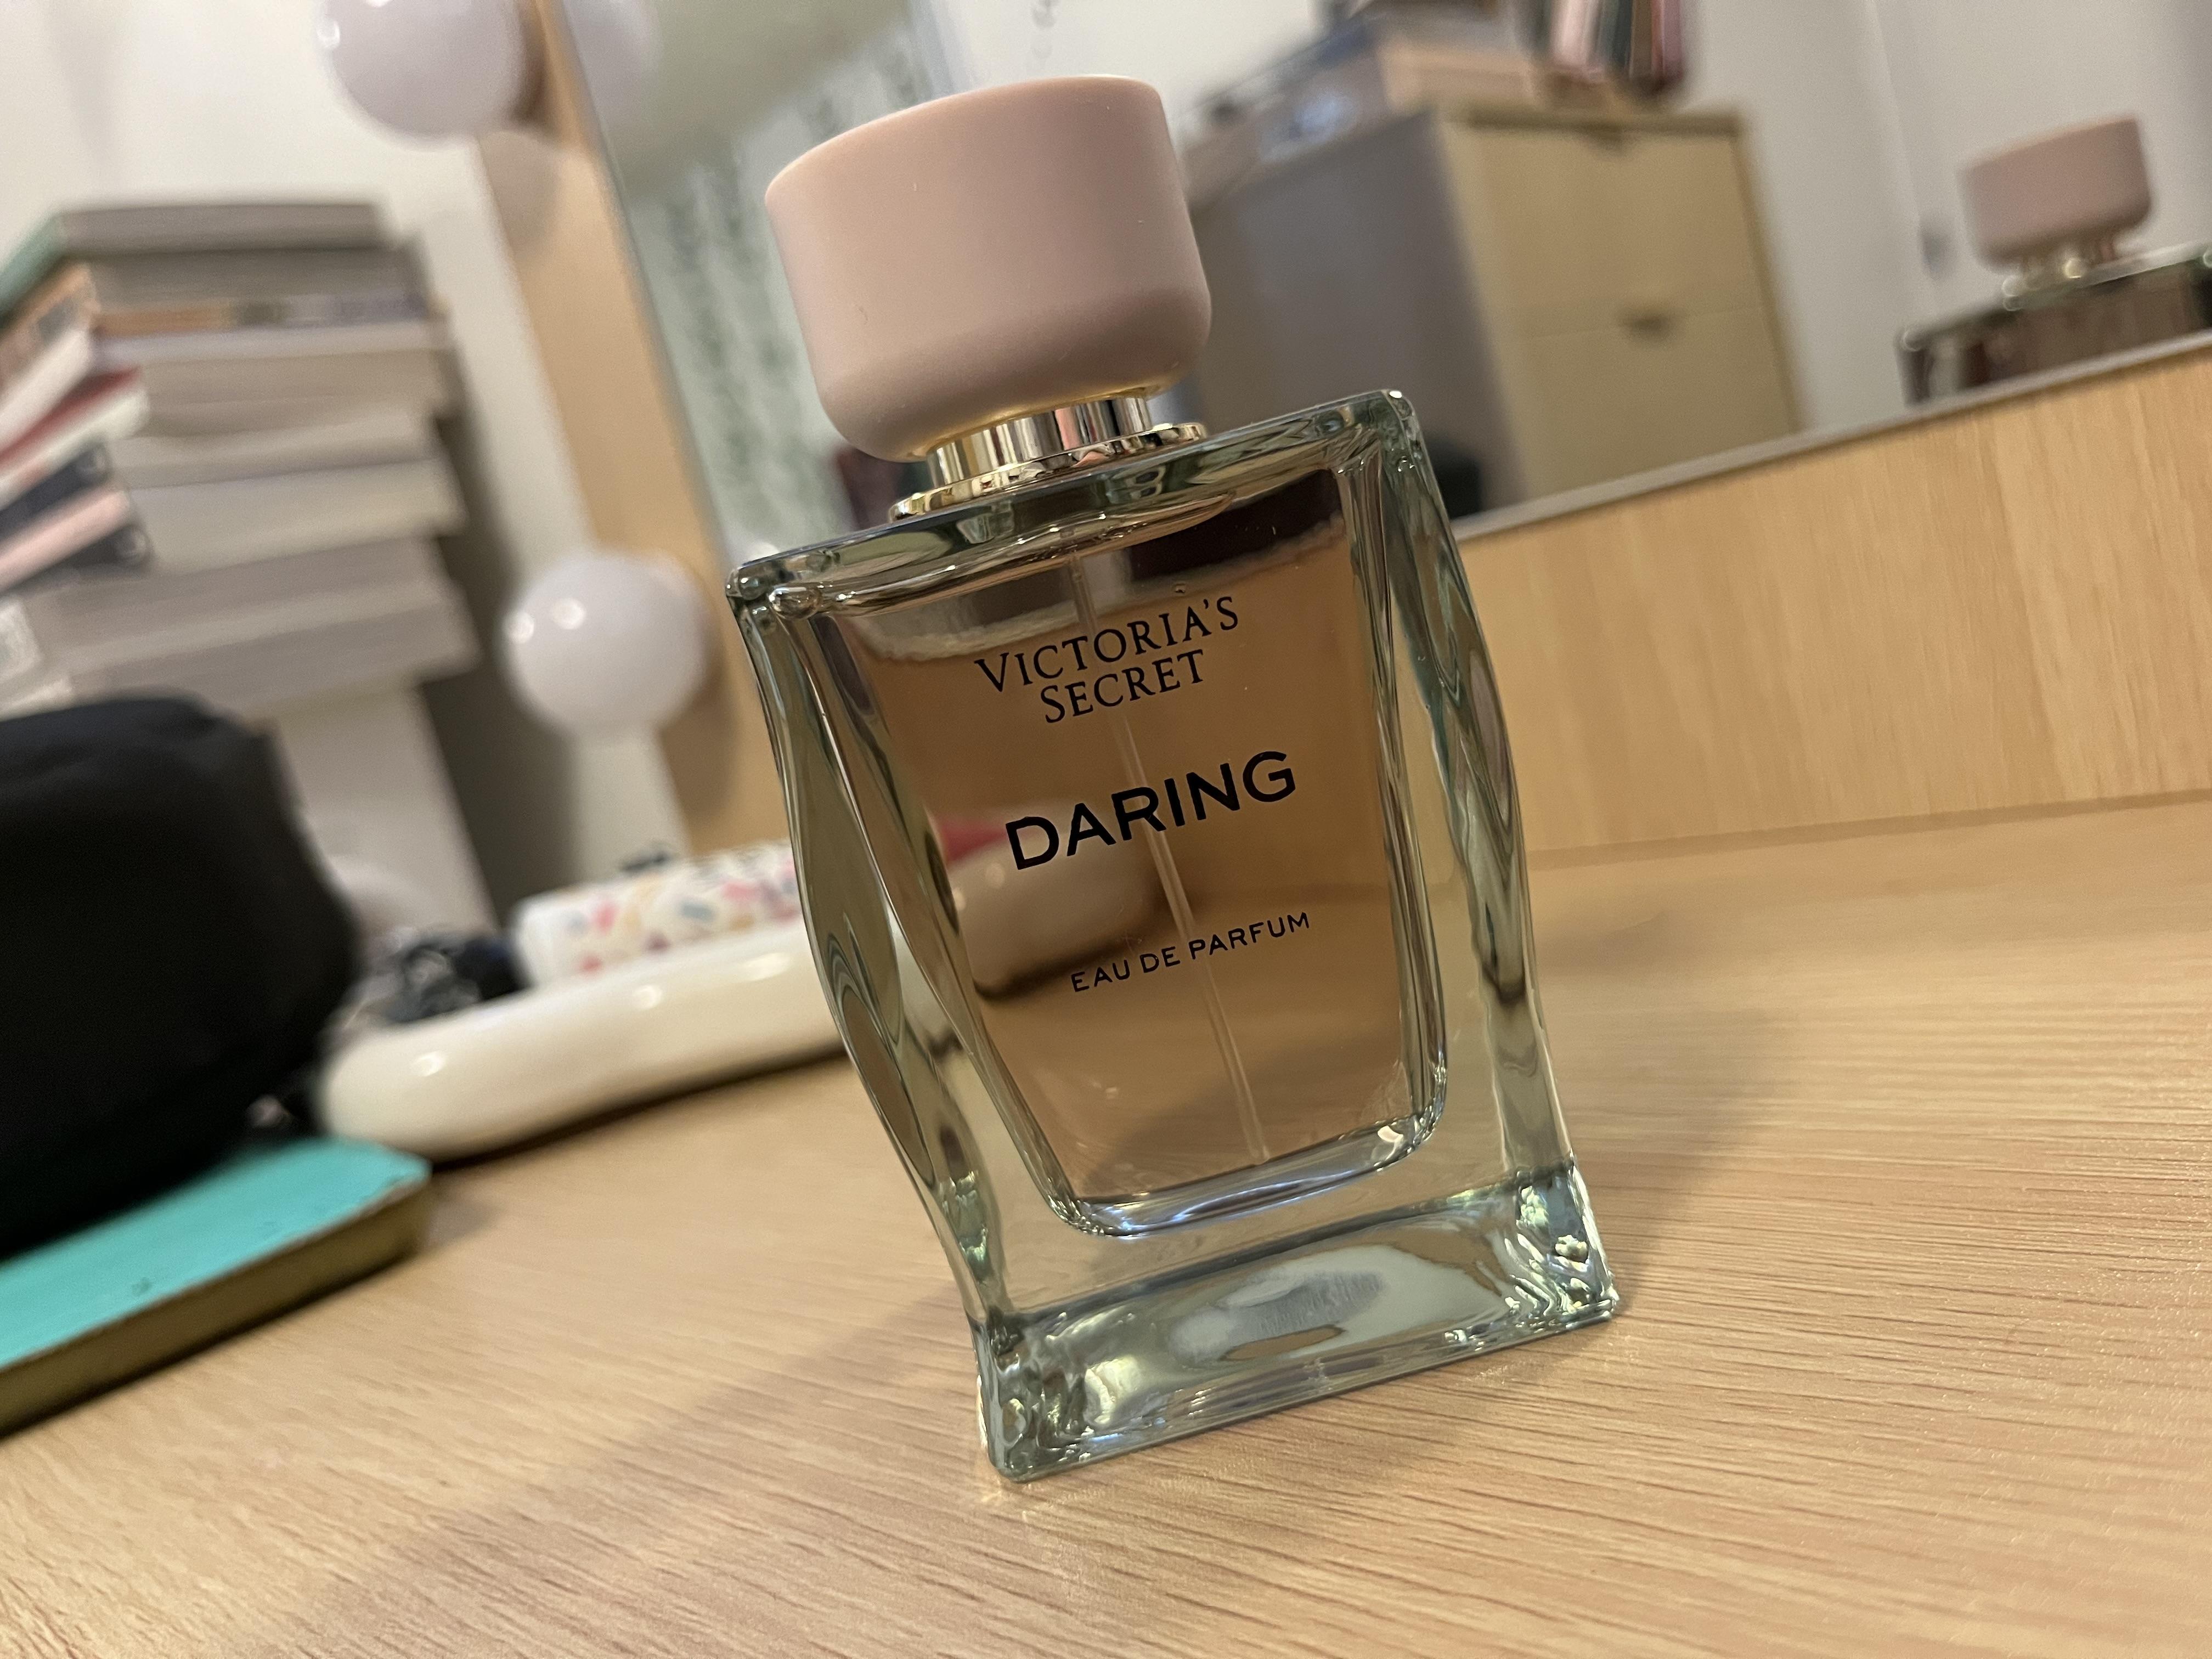 VICTORIA'S
SECRET
DARING
EAU DE PARFUM